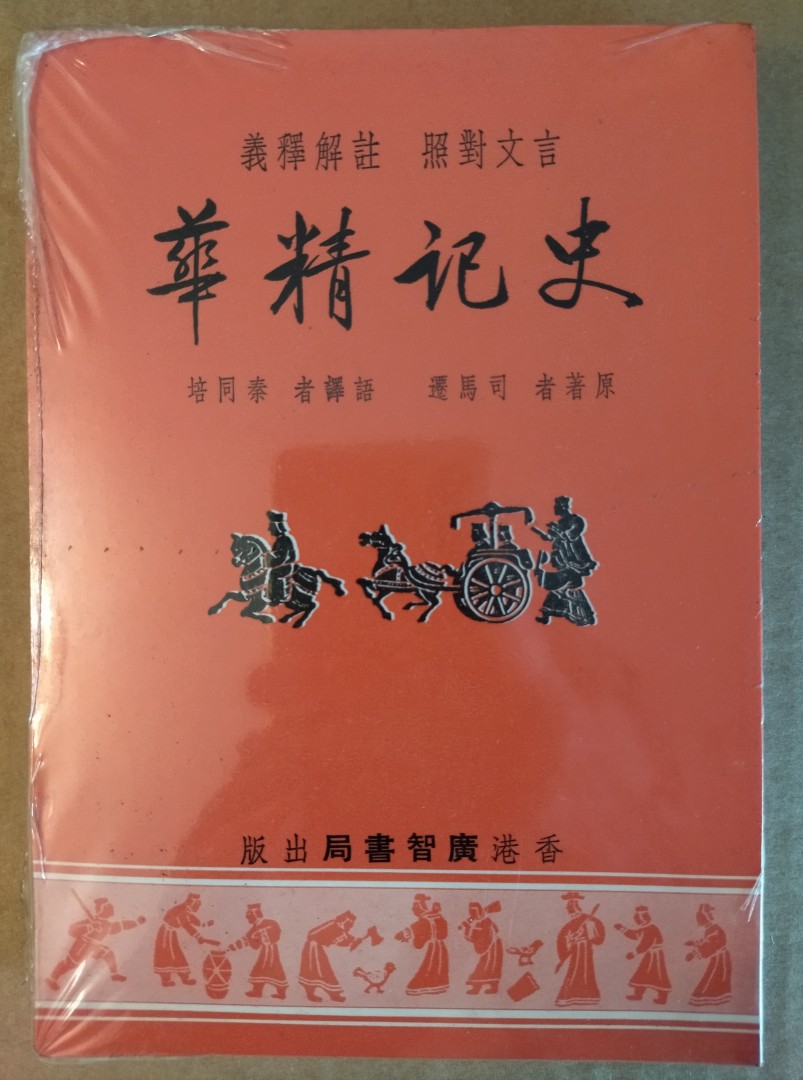 言文對照 註解釋義
史記精華
原著者 司馬遷 語譯者 秦同培
香港廣智書局出版